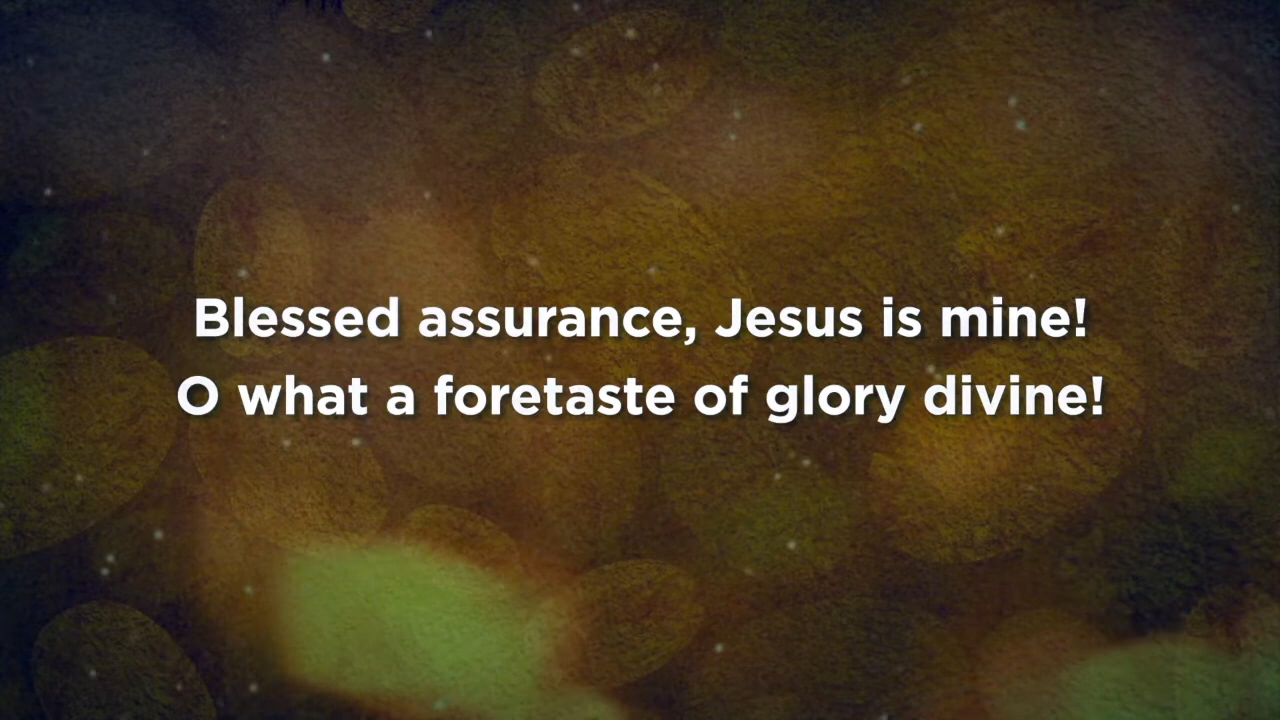 Blessed assurance, Jesus is mine!
O what a foretaste of glory divine!